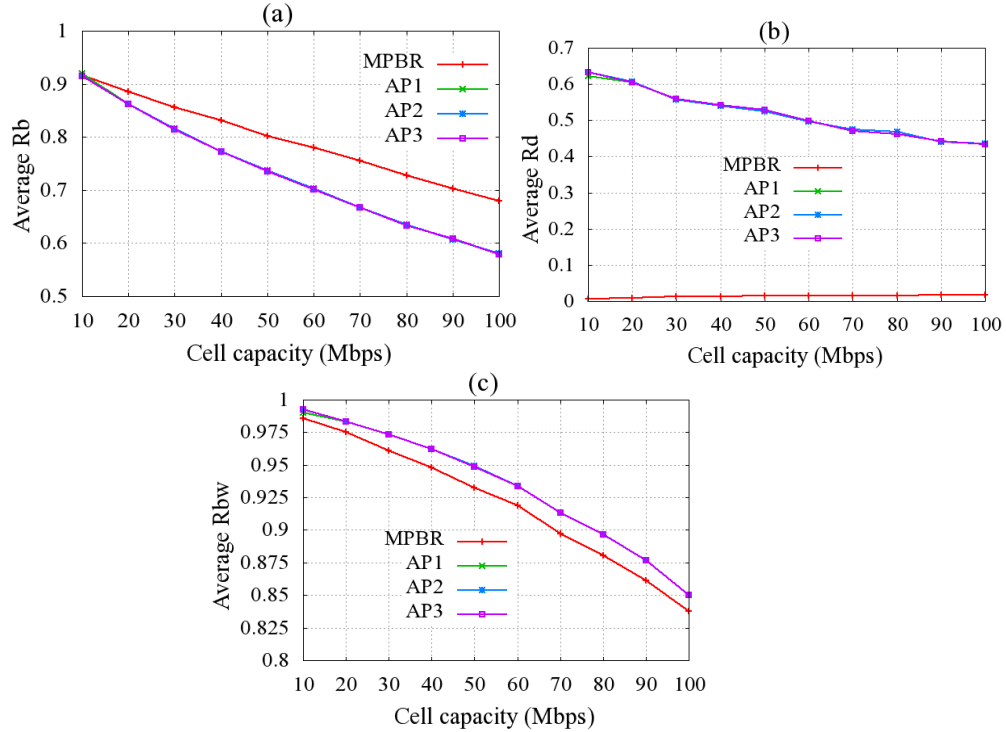 (a)
1
0.9
0.8
0.7
0.6
0.5
Average Rb
MPBR
AP1
AP2
AP3
10 20 30 40 50 60 70 80 90 100
Cell capacity (Mbps)
(b)
0.7
0.6
0.5
0.4
0.3
0.2
0.1
0
Average Rd
MPBR
AP1
AP2
AP3
10 20 30 40 50 60 70 80 90 100
Cell capacity (Mbps)
(c)
1
0.975
0.95
0.925
0.9
0.875
0.85
0.825
0.8
Average Rbw
MPBR
AP1
AP2
AP3
10 20 30 40 50 60 70 80 90 100
Cell capacity (Mbps)